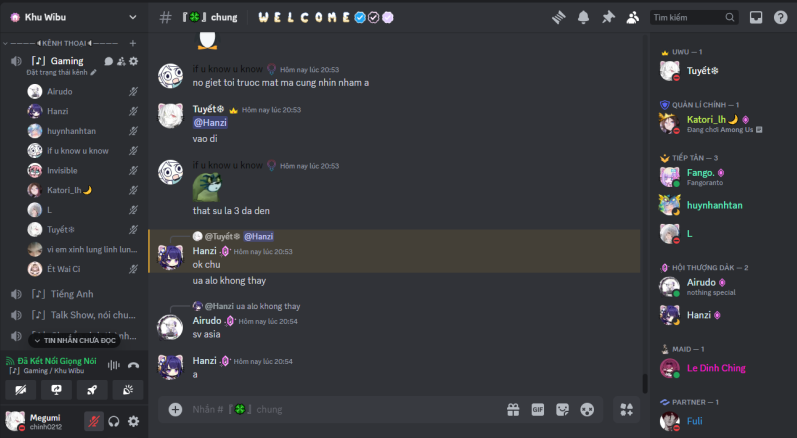 Khu Wibu
『🍀』chung
W E L C O M E
Tìm kiếm
KÊNH THOẠI
『♪』 Gaming
Đặt trạng thái kênh
Airudo
Hanzi
huynhhantan
if u know u know
Invisible
Katori_lh🌙
L
Tuyết❄
vì em xinh lung linh lun...
Ét Wai Ci
『♪』 Tiếng Anh
『♪』 Talk Show, nói chu...
TIN NHẮN CHƯA ĐỌC
Đã Kết Nối Giọng Nói
『♪』 Gaming / Khu Wibu
Megumi
chinh0212
if u know u know Hôm nay lúc 20:53
no giet toi truoc mat ma cung nhin nham a
Tuyết❄ Hôm nay lúc 20:53
@Hanzi
vao di
if u know u know Hôm nay lúc 20:53
that su la 3 da den
@Tuyết❄ @Hanzi
Hanzi Hôm nay lúc 20:53
ok chu
ua alo khong thay
@Hanzi ua alo khong thay
Airudo Hôm nay lúc 20:54
sv asia
Hanzi Hôm nay lúc 20:54
a
Nhắn #『🍀』chung
GIF
UWU — 1
Tuyết❄
QUẢN LÍ CHÍNH — 1
Katori_lh🌙
Đang chơi Among Us
TIẾP TÂN — 3
Fango.
Fangoranto
huynhhantan
L
HỘI THƯỢNG ĐẲK — 2
Airudo
nothing special
Hanzi
MAID — 1
Le Dinh Ching
PARTNER — 1
Fuli